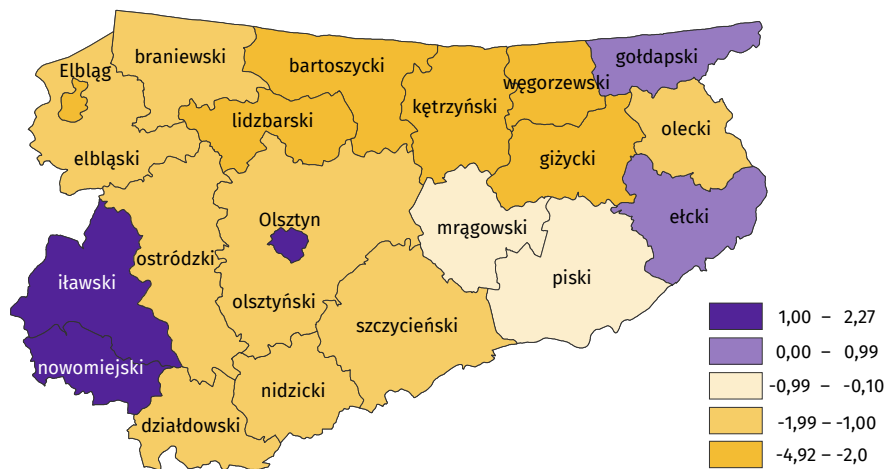 braniewski
gołdapski
Elbląg
bartoszycki
węgorzewski
kętrzyński
lidzbarski
olecki
elbląski
giżycki
Olsztyn
ełcki
mrągowski
ostródzki
iławski
piski
olsztyński
szczycieński
nowomiejski
nidzicki
działdowski
1,00 – 2,27
0,00 – 0,99
-0,99 – -0,10
-1,99 – -1,00
-4,92 – -2,0